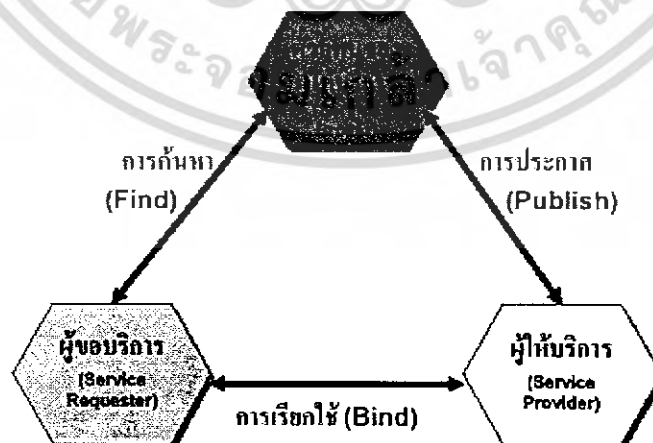 การค้นหา
(Find)
การประกาศ
(Publish)
ผู้ขอบริการ
(Service
Requester)
ผู้ให้บริการ
(Service
Provider)
การเรียกใช้ (Bind)